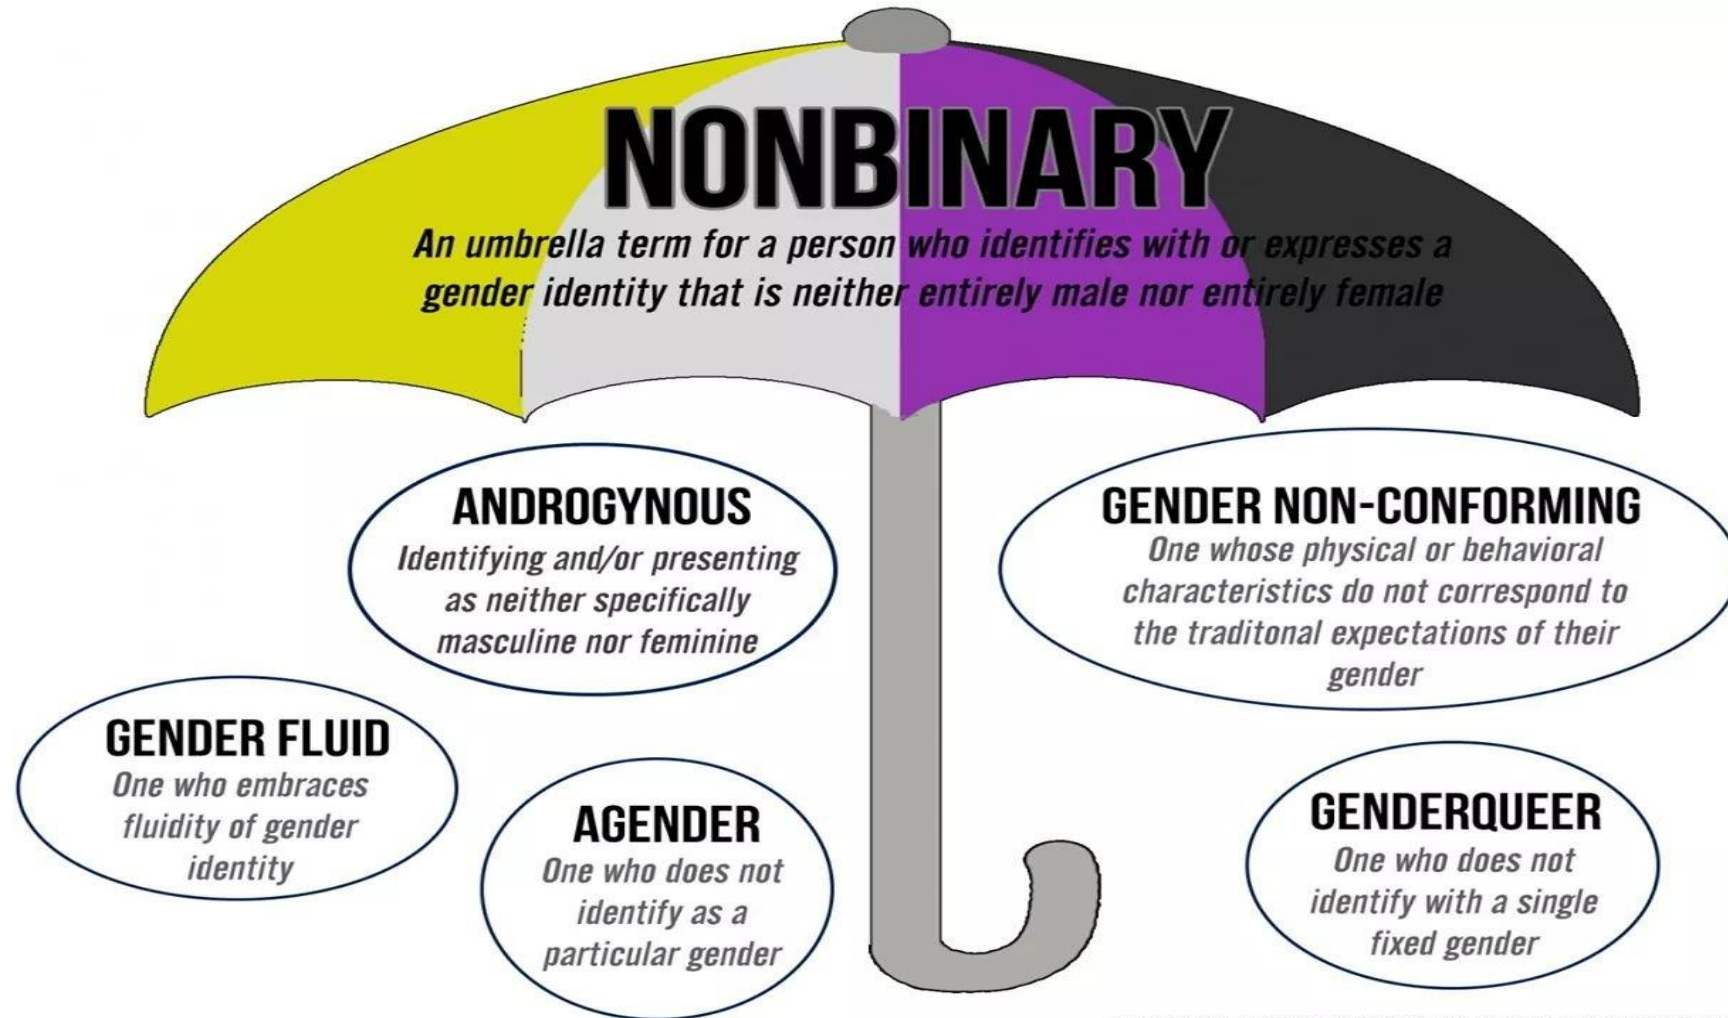 NONBINARY
An umbrella term for a person who identifies with or expresses a
gender identity that is neither entirely male nor entirely female
ANDROGYNOUS
Identifying and/or presenting
as neither specifically
masculine nor feminine
GENDER NON-CONFORMING
One whose physical or behavioral
characteristics do not correspond to
the traditonal expectations of their
gender
GENDER FLUID
One who embraces
fluidity of gender
identity
AGENDER
One who does not
identify as a
particular gender
GENDERQUEER
One who does not
identify with a single
fixed gender